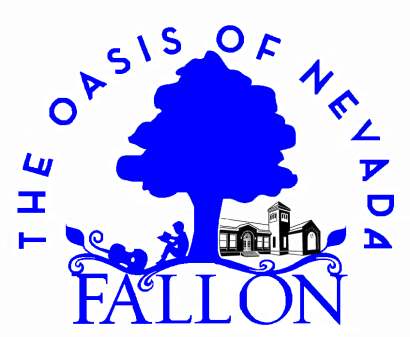 THE OASIS OF NEVADA
FALLON